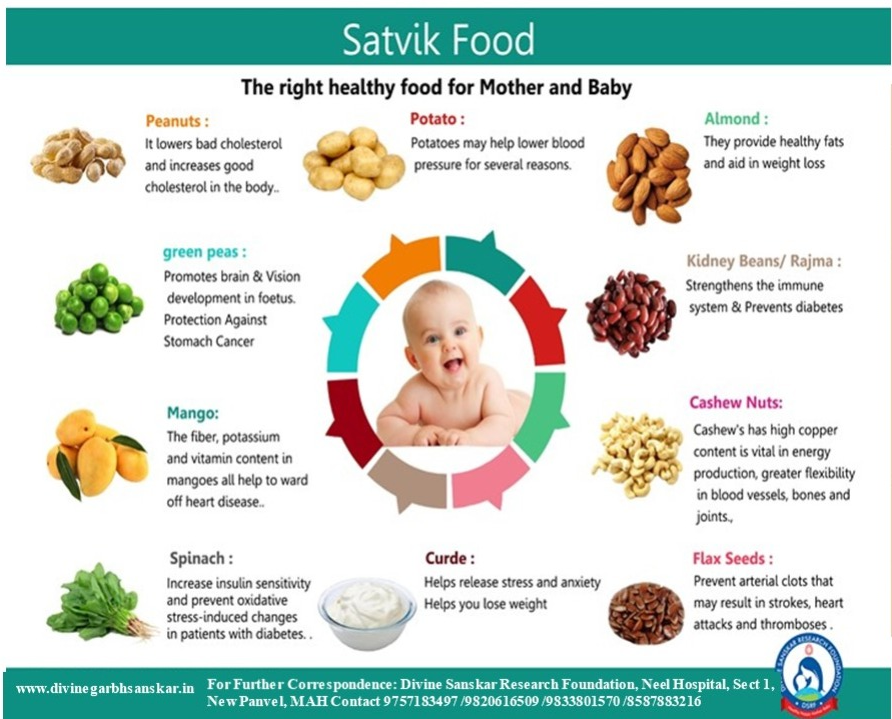 Satvik Food
The right healthy food for Mother and Baby
Peanuts :
It lowers bad cholesterol
and increases good
cholesterol in the body..
Potato :
Potatoes may help lower blood
pressure for several reasons.
Almond :
They provide healthy fats
and aid in weight loss
green peas :
Promotes brain & Vision
development in foetus.
Protection Against
Stomach Cancer
Kidney Beans/ Rajma :
Strengthens the immune
system & Prevents diabetes
Mango:
The fiber, potassium
and vitamin content in
mangoes all help to ward
off heart disease..
Cashew Nuts:
Cashew's has high copper
content is vital in energy
production, greater flexibility
in blood vessels, bones and
joints.,
Spinach :
Increase insulin sensitivity
and prevent oxidative
stress-induced changes
in patients with diabetes. .
Curde :
Helps release stress and anxiety
Helps you lose weight
Flax Seeds :
Prevent arterial clots that
may result in strokes, heart
attacks and thromboses .
www.divinegarbhsanskar.in
For Further Correspondence: Divine Sanskar Research Foundation, Neel Hospital, Sect 1,
New Panvel, MAH Contact 9757183497 /9820616509 /9833801570 /8587883216
SANSKAR RESEARCH FOUNDATION
DSRF